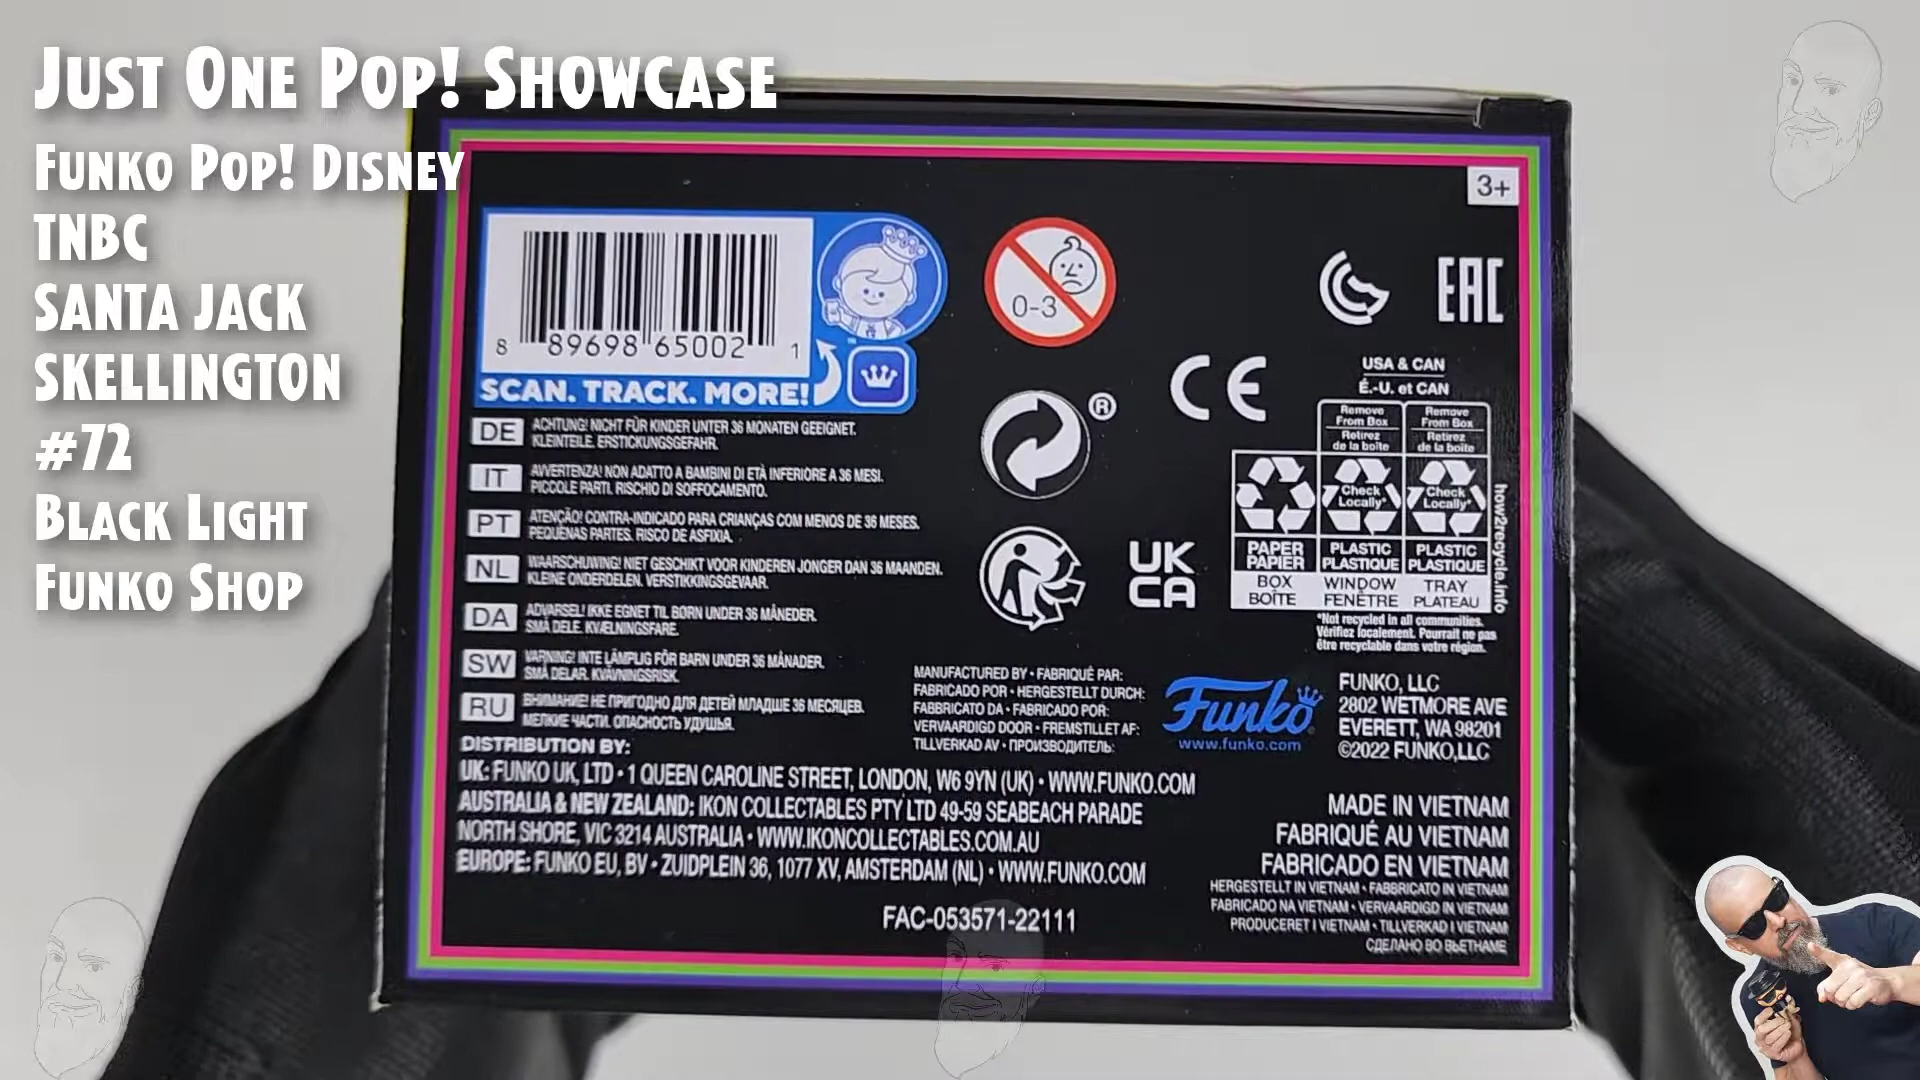 Just One Pop! Showcase
Funko Pop! Disney
TNBC
SANTA JACK
SKELLINGTON
#72
Black Light
Funko Shop
3+
8 89698 65002 1
SCAN. TRACK. MORE!
0-3
EAC
CE
®
UK
CA
USA & CAN
É.-U. et CAN
Remove From Box
Retirez de la boîte
Remove From Box
Retirez de la boîte
Check Locally*
Check Locally*
PAPER PAPIER
PLASTIC PLASTIQUE
PLASTIC PLASTIQUE
BOX BOÎTE
WINDOW FENÊTRE
TRAY PLATEAU
how2recycle.info
*Not recycled in all communities.
Vérifiez localement. Pourrait ne pas
être recyclable dans votre région.
DE ACHTUNG! NICHT FÜR KINDER UNTER 36 MONATEN GEEIGNET.
KLEINTEILE. ERSTICKUNGSGEFAHR.
IT AVVERTENZA! NON ADATTO A BAMBINI DI ETÀ INFERIORE A 36 MESI.
PICCOLE PARTI. RISCHIO DI SOFFOCAMENTO.
PT ATENÇÃO! CONTRA-INDICADO PARA CRIANÇAS COM MENOS DE 36 MESES.
PEQUENAS PARTES. RISCO DE ASFIXIA.
NL WAARSCHUWING! NIET GESCHIKT VOOR KINDEREN JONGER DAN 36 MAANDEN.
KLEINE ONDERDELEN. VERSTIKKINGSGEVAAR.
DA ADVARSEL! IKKE EGNET TIL BØRN UNDER 36 MÅNEDER.
SMÅ DELE. KVÆLNINGSFARE.
SW VARNING! INTE LÄMPLIG FÖR BARN UNDER 36 MÅNADER.
SMÅ DELAR. KVÄVNINGSRISK.
RU ВНИМАНИЕ! НЕ ПРИГОДНО ДЛЯ ДЕТЕЙ МЛАДШЕ 36 МЕСЯЦЕВ.
МЕЛКИЕ ЧАСТИ. ОПАСНОСТЬ УДУШЬЯ.
MANUFACTURED BY • FABRIQUÉ PAR:
FABRICADO POR • HERGESTELLT DURCH:
FABBRICATO DA • FABRICADO POR:
VERVAARDIGD DOOR • FREMSTILLET AF:
TILLVERKAD AV • ПРОИЗВОДИТЕЛЬ:
Funko
www.funko.com
FUNKO, LLC
2802 WETMORE AVE
EVERETT, WA 98201
©2022 FUNKO,LLC
DISTRIBUTION BY:
UK: FUNKO UK, LTD • 1 QUEEN CAROLINE STREET, LONDON, W6 9YN (UK) • WWW.FUNKO.COM
AUSTRALIA & NEW ZEALAND: IKON COLLECTABLES PTY LTD 49-59 SEABEACH PARADE
NORTH SHORE, VIC 3214 AUSTRALIA • WWW.IKONCOLLECTABLES.COM.AU
EUROPE: FUNKO EU, BV • ZUIDPLEIN 36, 1077 XV, AMSTERDAM (NL) • WWW.FUNKO.COM
FAC-053571-22111
MADE IN VIETNAM
FABRIQUÉ AU VIETNAM
FABRICADO EN VIETNAM
HERGESTELLT IN VIETNAM • FABBRICATO IN VIETNAM
FABRICADO NA VIETNAM • VERVAARDIGD IN VIETNAM
PRODUCERET I VIETNAM • TILLVERKAD I VIETNAM
СДЕЛАНО ВО ВЬЕТНАМЕ